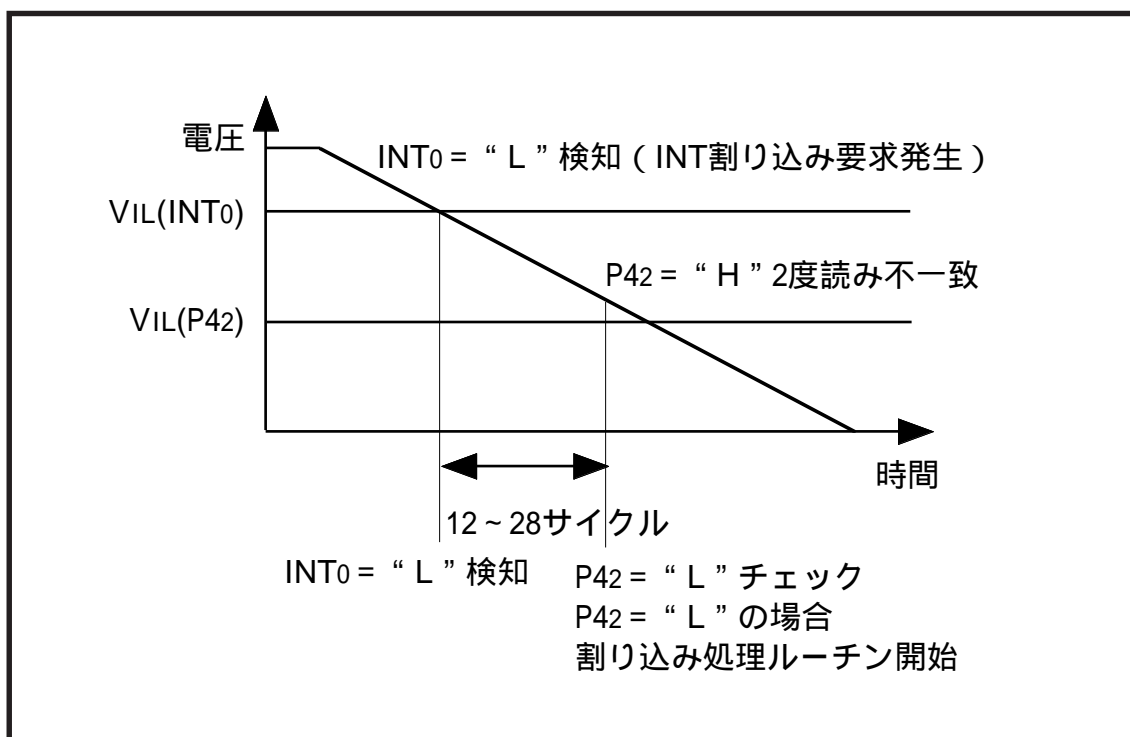 電圧
INT0 = “ L ” 検知 ( INT割り込み要求発生 )
VIL(INT0)
P42 = “ H ” 2度読み不一致
VIL(P42)
時間
12 ~ 28サイクル
INT0 = “ L ” 検知
P42 = “ L ” チェック
P42 = “ L ” の場合
割り込み処理ルーチン開始